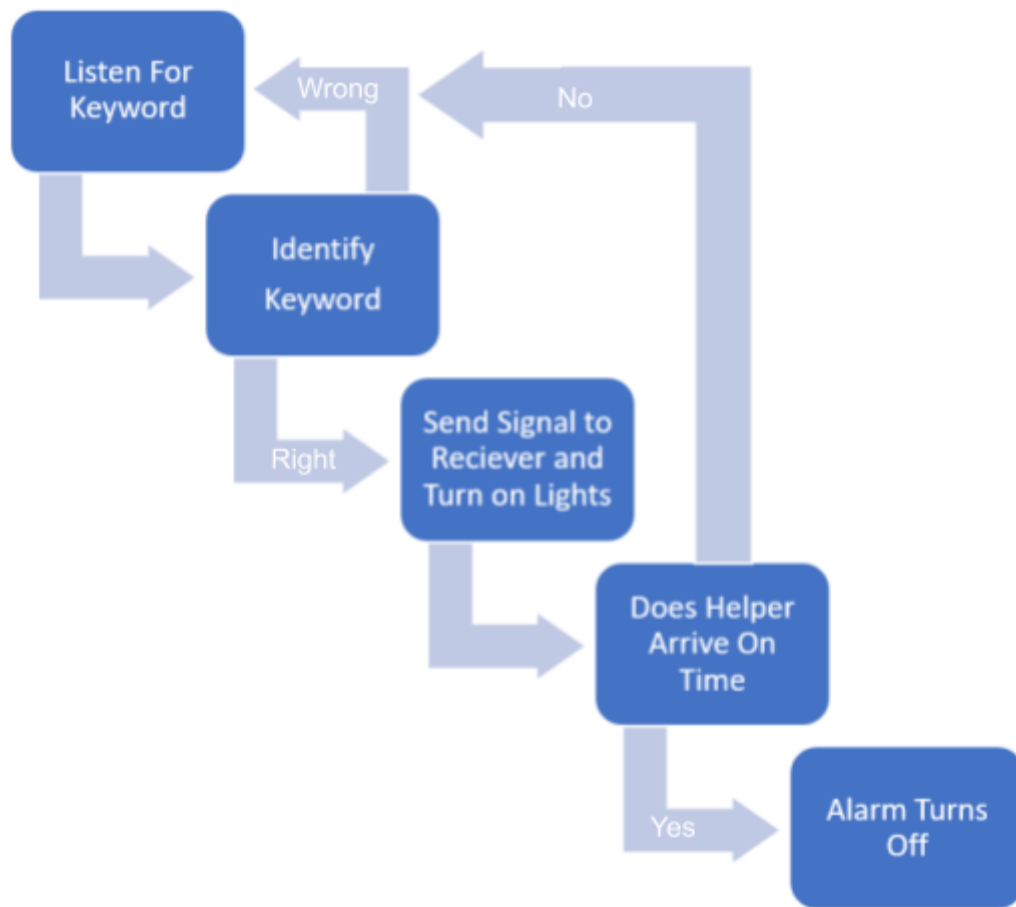 Listen For
Keyword
Wrong
No
Identify
Keyword
Right
Send Signal to
Reciever and
Turn on Lights
Does Helper
Arrive On
Time
Yes
Alarm Turns
Off